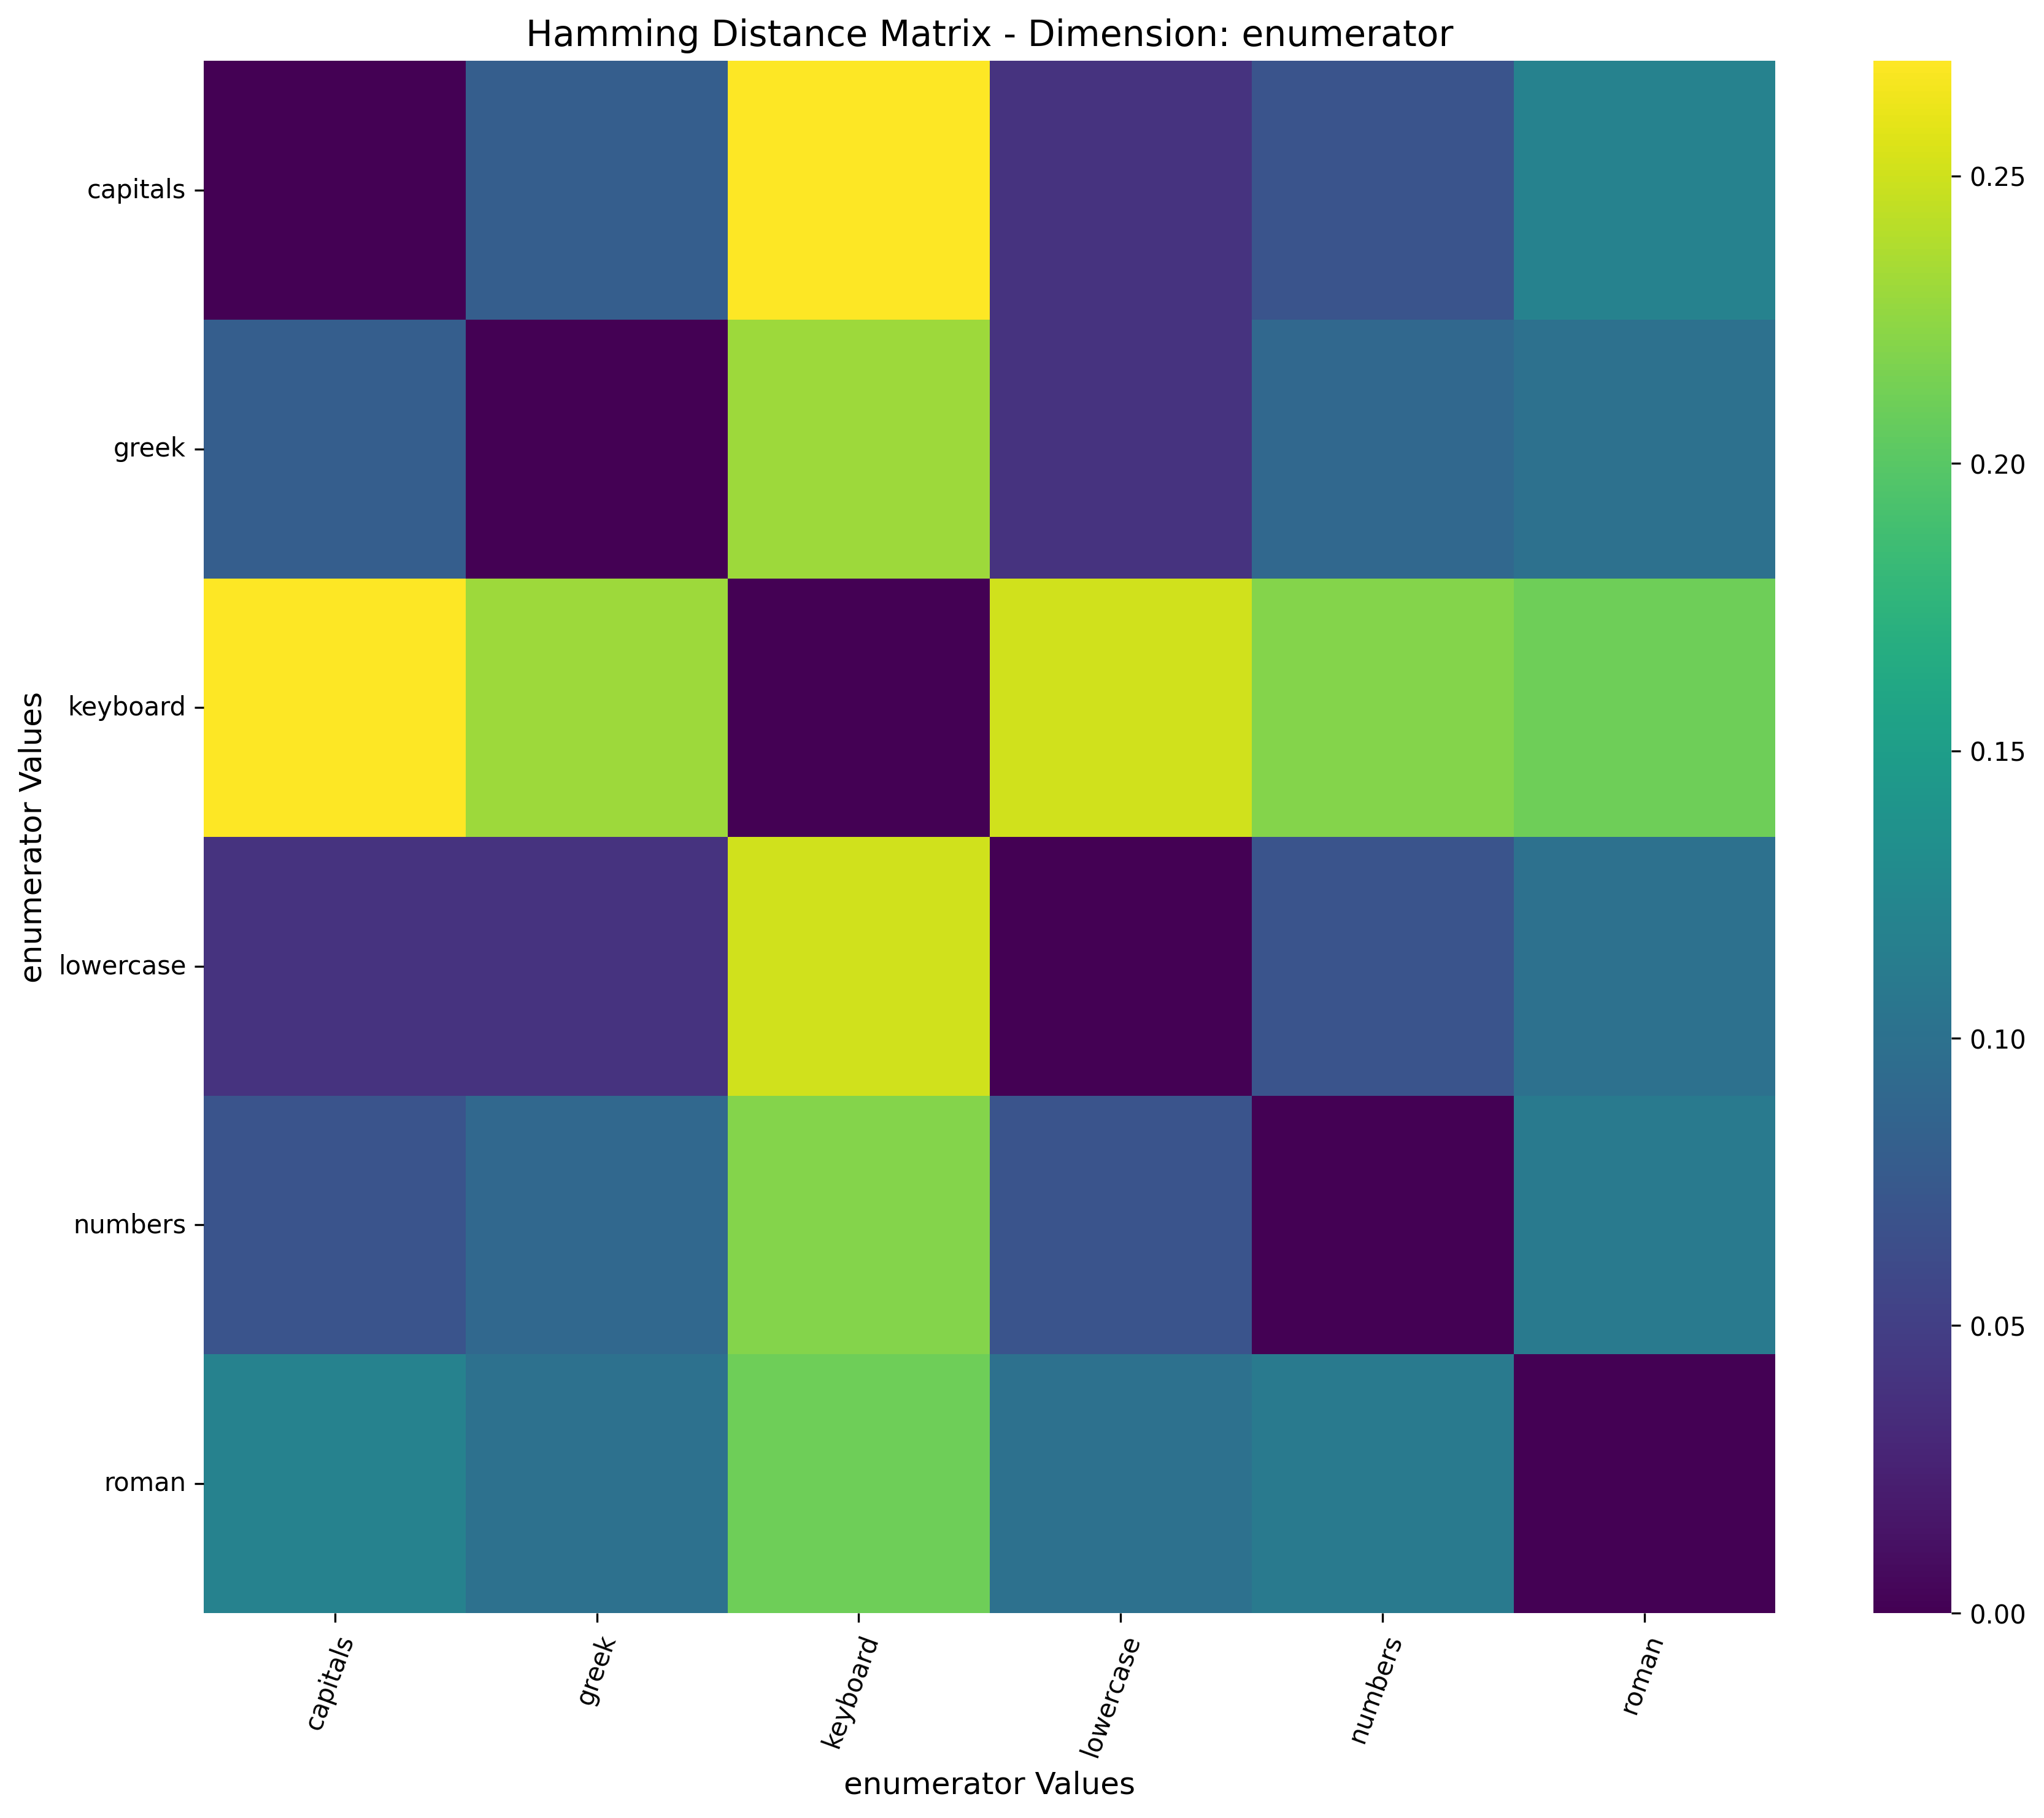 Hamming Distance Matrix - Dimension: enumerator
enumerator Values
capitals
greek
keyboard
lowercase
numbers
roman
capitals
greek
keyboard
lowercase
numbers
roman
enumerator Values
0.25
0.20
0.15
0.10
0.05
0.00